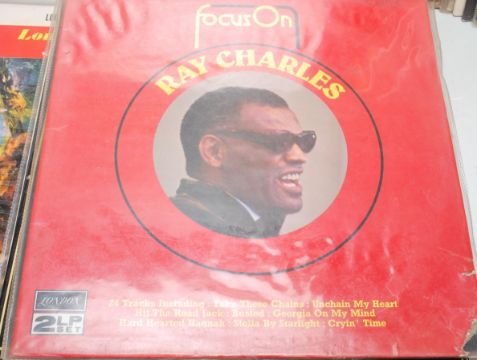 focusOn
RAY CHARLES
LONDON
2LP
SET
24 Tracks Including : Take These Chains : Unchain My Heart
Hit The Road Jack : Busted : Georgia On My Mind
Hard Hearted Hannah : Stella By Starlight : Cryin' Time